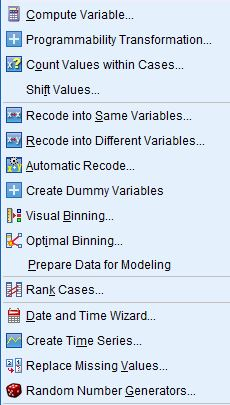 Compute Variable...
Programmability Transformation...
Count Values within Cases...
Shift Values...
Recode into Same Variables...
Recode into Different Variables...
Automatic Recode...
Create Dummy Variables
Visual Binning...
Optimal Binning...
Prepare Data for Modeling
Rank Cases...
Date and Time Wizard...
Create Time Series...
Replace Missing Values...
Random Number Generators...